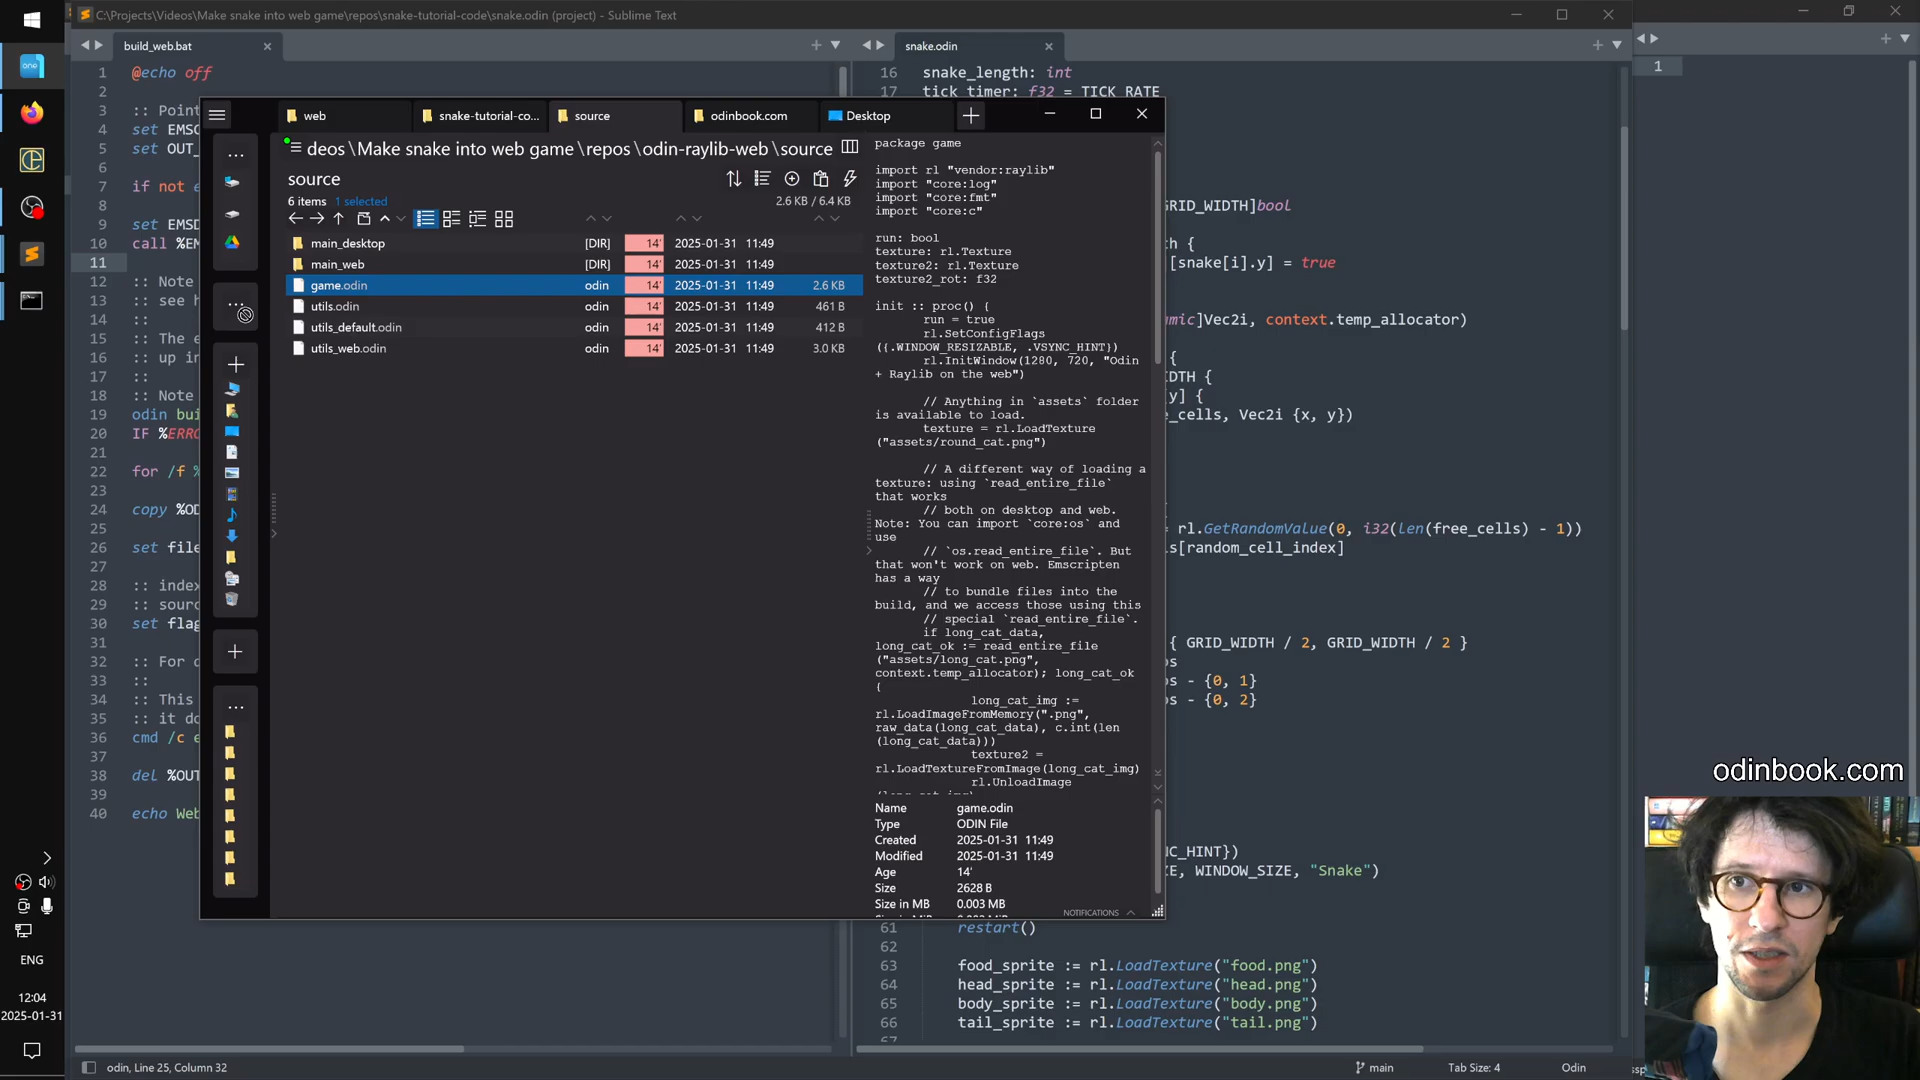 C:\Projects\Videos\Make snake into web game\repos\snake-tutorial-code\snake.odin (project) - Sublime Text
build_web.bat
snake.odin
1 @echo off
2
3 :: Point
4 set EMSC
5 set OUT_
6
7 if not e
8
9 set EMSD
10 call %EM
11
12 :: Note
13 :: see h
14 ::
15 :: The e
16 :: up in
17 ::
18 :: Note
19 odin bui
20 IF %ERRO
21
22 for /f %
23
24 copy %OD
25
26 set file
27
28 :: index
29 :: sourc
30 set flag
31
32 :: For d
33 ::
34 :: This
35 :: it do
36 cmd /c e
37
38 del %OUT
39
40 echo Web
web
snake-tutorial-co...
source
odinbook.com
Desktop
deos \Make snake into web game \repos \odin-raylib-web \source
source
6 items 1 selected
2.6 KB / 6.4 KB
main_desktop [DIR] 14' 2025-01-31 11:49
main_web [DIR] 14' 2025-01-31 11:49
game.odin odin 14' 2025-01-31 11:49 2.6 KB
utils.odin odin 14' 2025-01-31 11:49 461 B
utils_default.odin odin 14' 2025-01-31 11:49 412 B
utils_web.odin odin 14' 2025-01-31 11:49 3.0 KB
package game
import rl "vendor:raylib"
import "core:log"
import "core:fmt"
import "core:c"
run: bool
texture: rl.Texture
texture2: rl.Texture
texture2_rot: f32
init :: proc() {
run = true
rl.SetConfigFlags
({.WINDOW_RESIZABLE, .VSYNC_HINT})
rl.InitWindow(1280, 720, "Odin
+ Raylib on the web")
// Anything in `assets` folder
is available to load.
texture = rl.LoadTexture
("assets/round_cat.png")
// A different way of loading a
texture: using `read_entire_file`
that works
// both on desktop and web.
Note: You can import `core:os` and
use
// `os.read_entire_file`. But
that won't work on web. Emscripten
has a way
// to bundle files into the
build, and we access those using this
// special `read_entire_file`.
if long_cat_data,
long_cat_ok := read_entire_file
("assets/long_cat.png",
context.temp_allocator); long_cat_ok
{
long_cat_img :=
rl.LoadImageFromMemory(".png",
raw_data(long_cat_data), c.int(len
(long_cat_data)))
texture2 =
rl.LoadTextureFromImage(long_cat_img)
rl.UnloadImage
Name game.odin
Type ODIN File
Created 2025-01-31 11:49
Modified 2025-01-31 11:49
Age 14'
Size 2628 B
Size in MB 0.003 MB
NOTIFICATIONS
16 snake_length: int
17 tick_timer: f32 = TICK_RATE
GRID_WIDTH]bool
th {
[snake[i].y] = true
amic]Vec2i, context.temp_allocator)
{
DTH {
y] {
e_cells, Vec2i {x, y})
= rl.GetRandomValue(0, i32(len(free_cells) - 1))
ls[random_cell_index]
{ GRID_WIDTH / 2, GRID_WIDTH / 2 }
os
os - {0, 1}
os - {0, 2}
NC_HINT})
ZE, WINDOW_SIZE, "Snake")
61 restart()
62
63 food_sprite := rl.LoadTexture("food.png")
64 head_sprite := rl.LoadTexture("head.png")
65 body_sprite := rl.LoadTexture("body.png")
66 tail_sprite := rl.LoadTexture("tail.png")
67
1
odinbook.com
ENG
12:04
2025-01-31
odin, Line 25, Column 32
main
Tab Size: 4
Odin